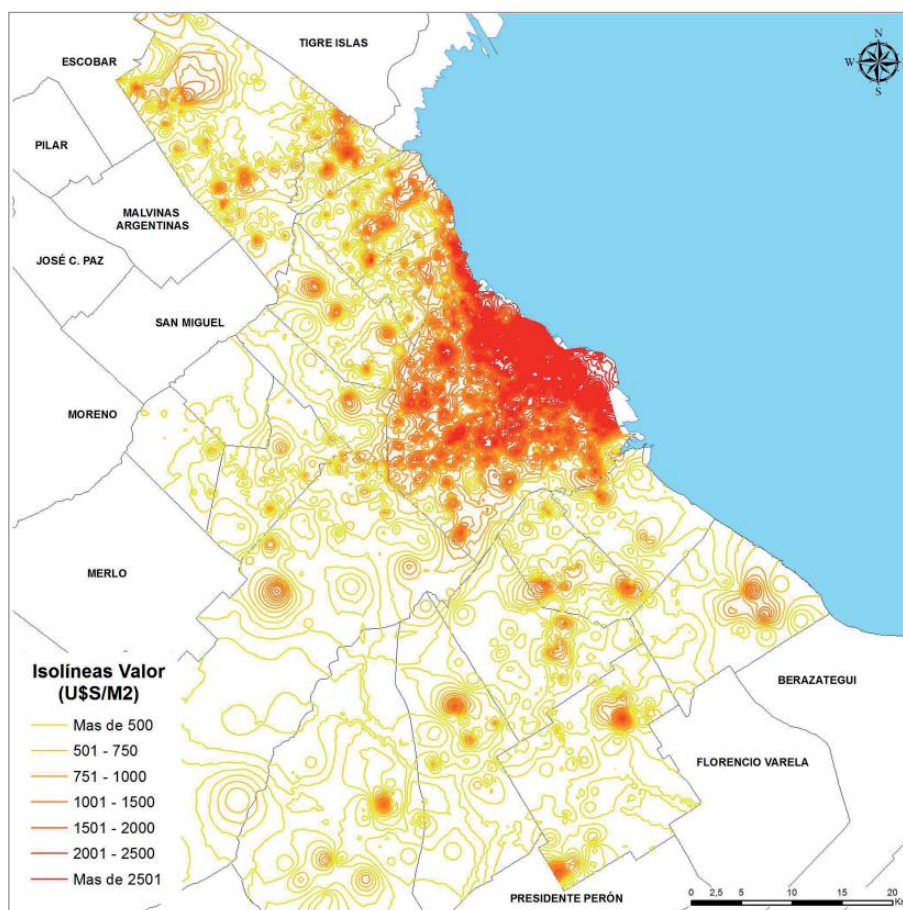 TIGRE ISLAS
ESCOBAR
N
W E
S
PILAR
MALVINAS
ARGENTINAS
JOSÉ C. PAZ
SAN MIGUEL
MORENO
MERLO
Isolíneas Valor
(U$S/M2)
Mas de 500
501 - 750
751 - 1000
1001 - 1500
1501 - 2000
2001 - 2500
Mas de 2501
BERAZATEGUI
FLORENCIO VARELA
PRESIDENTE PERÓN
0 2,5 5 10 15 20
Km